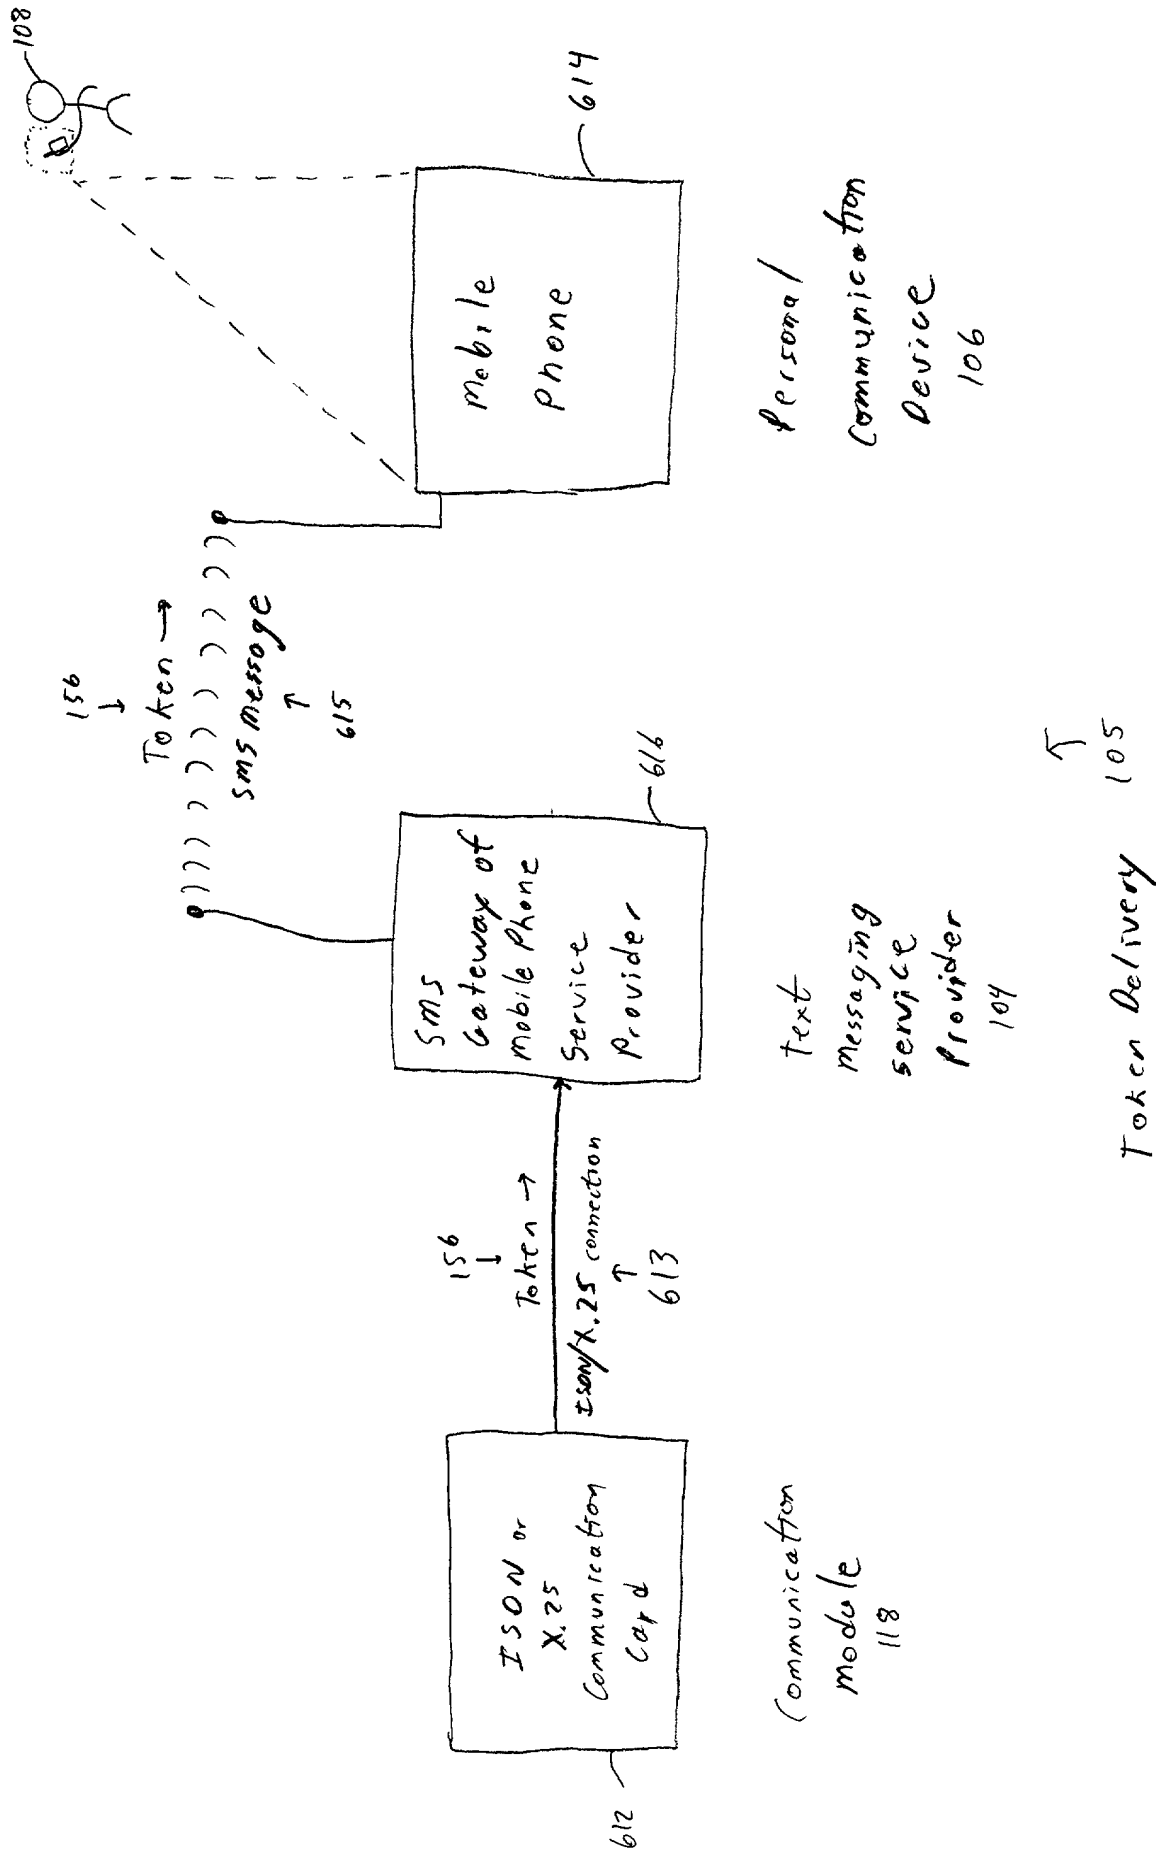 108
156
↓
Token →
SMS Message
↑
615
614
Mobile
Phone
Personal
Communication
Device
106
616
SMS
Gateway of
Mobile Phone
Service
Provider
text
Messaging
service
Provider
104
156
↓
Token →
ISDN/X.25 connection
↑
613
ISDN or
X.25
Communication
Card
612
Communication
module
118
Token Delivery
105